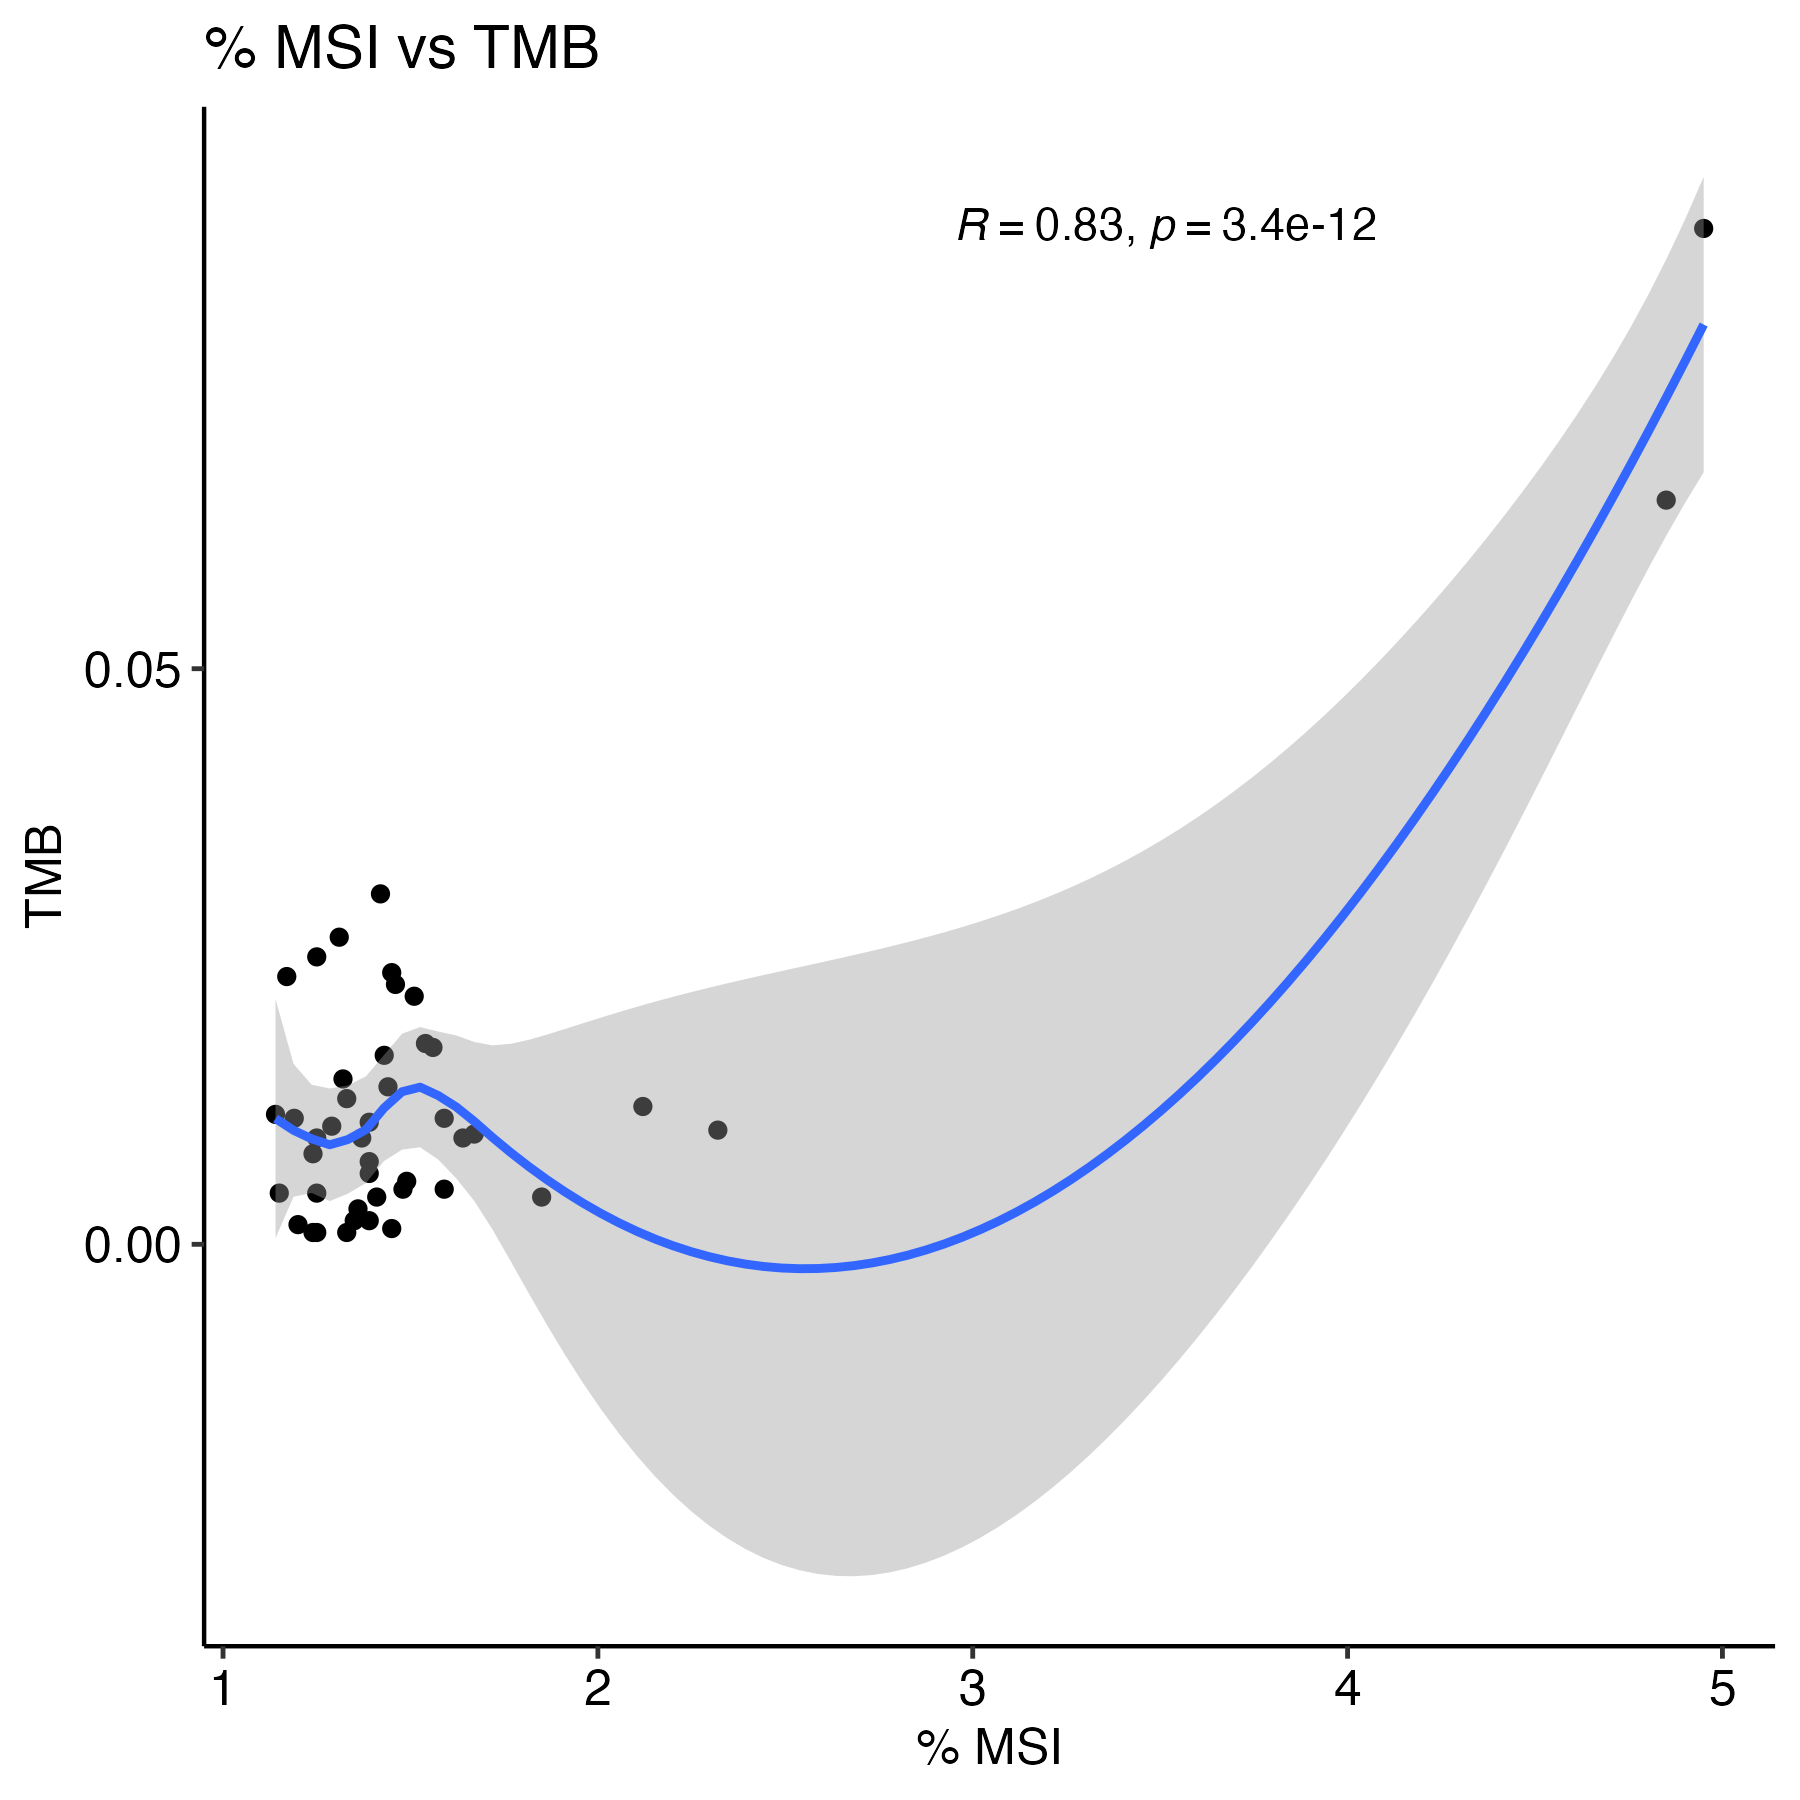 % MSI vs TMB
R = 0.83, p = 3.4e-12
TMB
0.05
0.00
1 2 3 4 5
% MSI